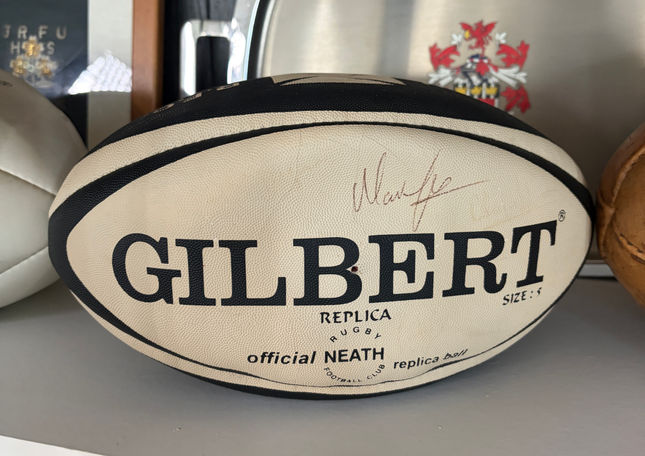 J R F U
GILBERT®
SIZE: 5
REPLICA
RUGBY
official NEATH replica ball
FOOTBALL CLUB